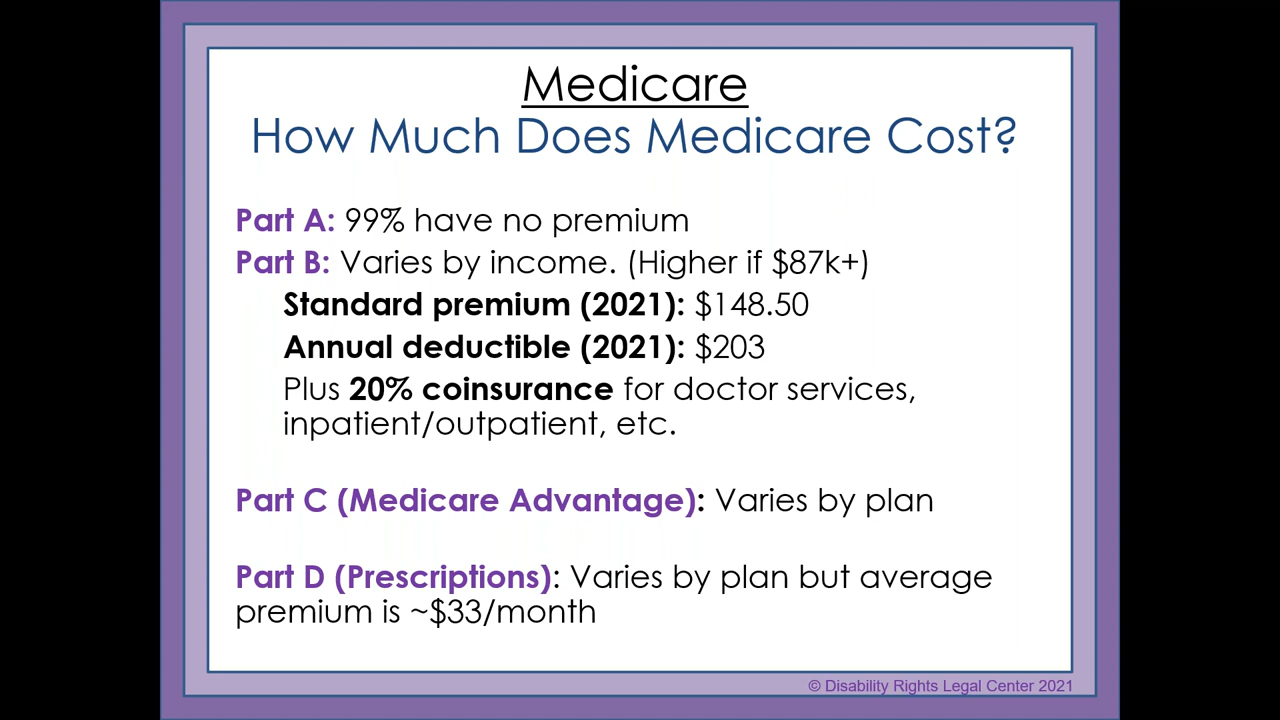 Medicare
How Much Does Medicare Cost?
Part A: 99% have no premium
Part B: Varies by income. (Higher if $87k+)
Standard premium (2021): $148.50
Annual deductible (2021): $203
Plus 20% coinsurance for doctor services,
inpatient/outpatient, etc.
Part C (Medicare Advantage): Varies by plan
Part D (Prescriptions): Varies by plan but average
premium is ~$33/month
© Disability Rights Legal Center 2021